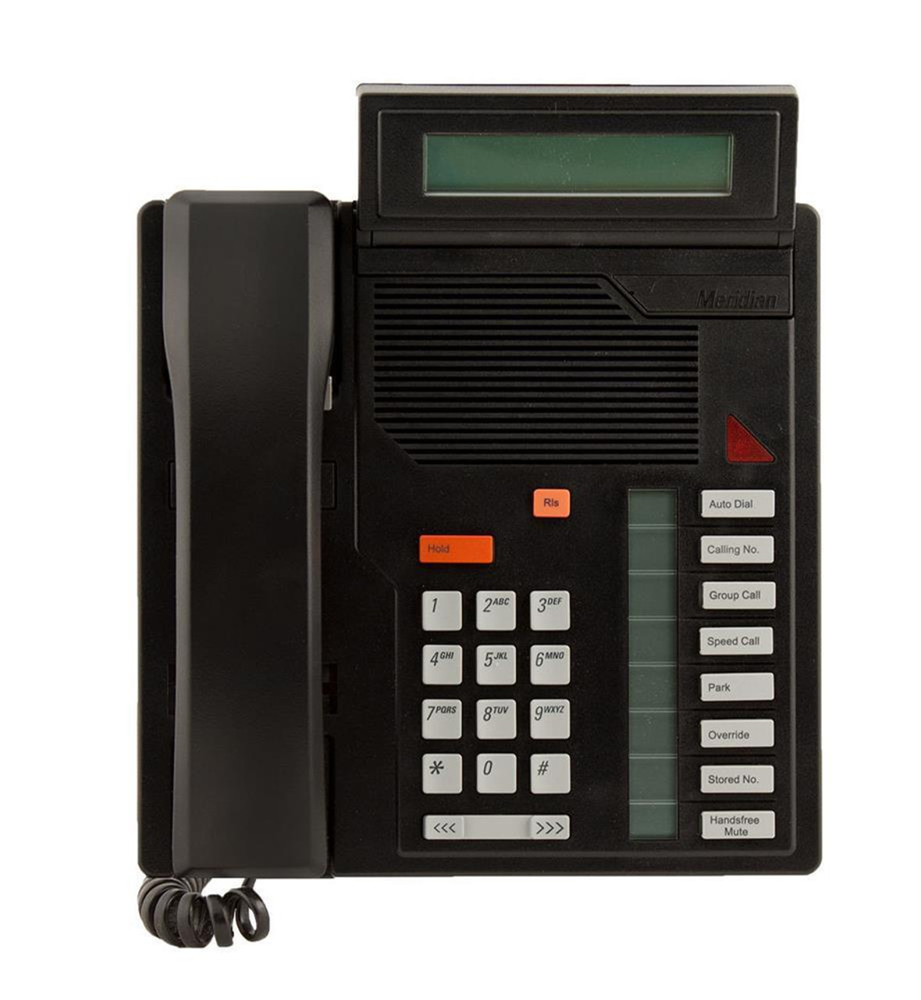 Meridian
Rls
Hold
1
2ABC
3DEF
4GHI
5JKL
6MNO
7PQRS
8TUV
9WXYZ
*
0
#
<<<
>>>
Auto Dial
Calling No.
Group Call
Speed Call
Park
Override
Stored No.
Handsfree
Mute